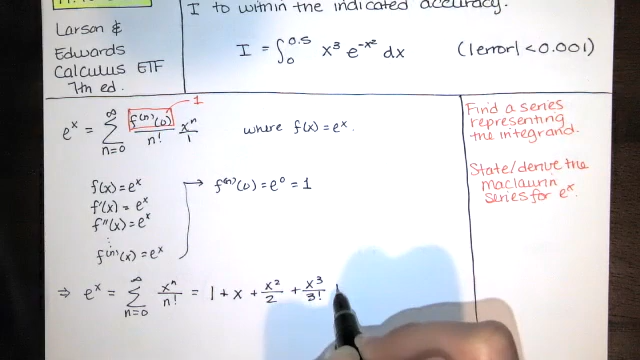 I to within the indicated accuracy.
Larson &
Edwards
Calculus ETF
7th ed.
I = ∫₀^0.5 x³ e^(-x²) dx (|error| < 0.001)
1
e^x = ∑_(n=0)^∞ f^(n)(0)/n! x^n/1 where f(x) = e^x.
f(x) = e^x
f'(x) = e^x
f''(x) = e^x
⋮
f^(n)(x) = e^x
→ f^(n)(0) = e^0 = 1
⇒ e^x = ∑_(n=0)^∞ x^n/n! = 1 + x + x²/2 + x³/3!
Find a series
representing
the integrand.
State/derive the
maclaurin
series for e^x.